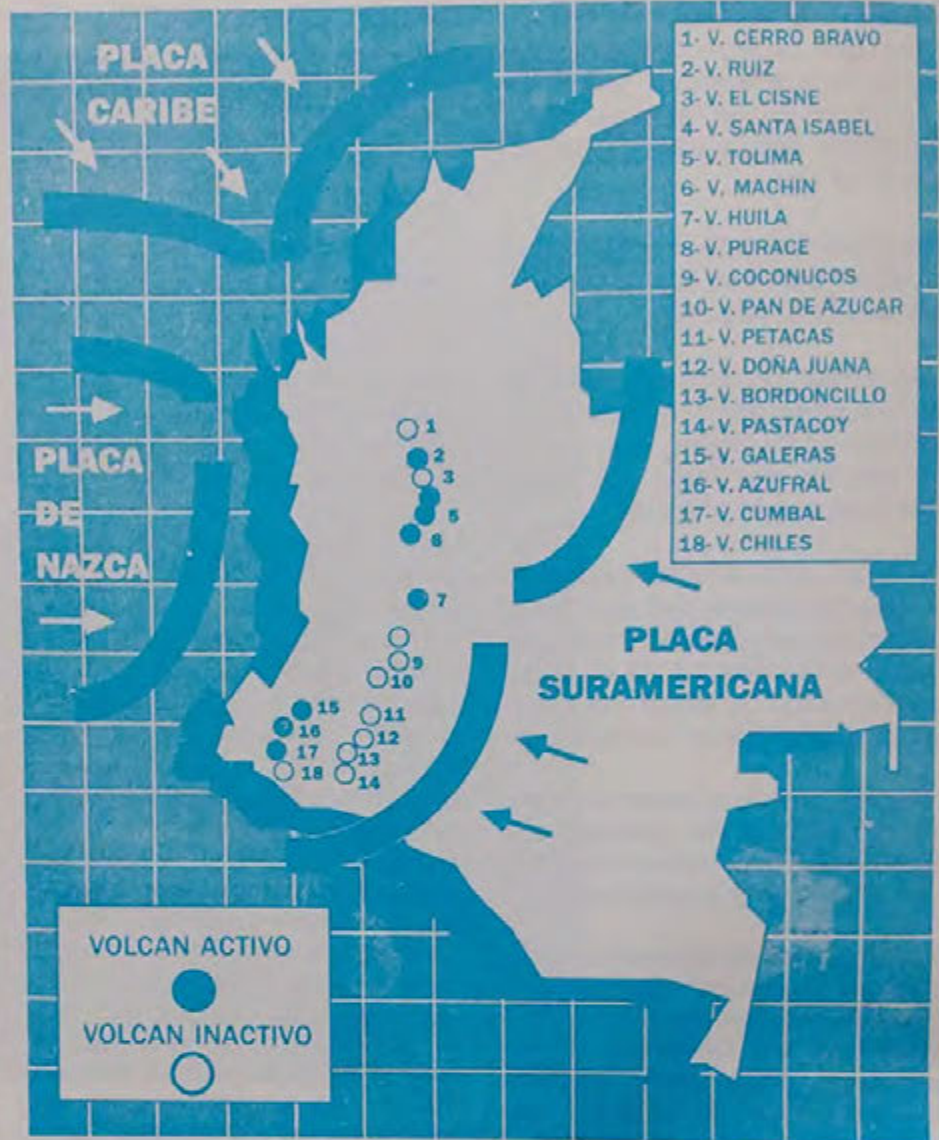 PLACA
CARIBE
1- V. CERRO BRAVO
2- V. RUIZ
3- V. EL CISNE
4- V. SANTA ISABEL
5- V. TOLIMA
6- V. MACHIN
7- V. HUILA
8- V. PURACE
9- V. COCONUCOS
10- V. PAN DE AZUCAR
11- V. PETACAS
12- V. DOÑA JUANA
13- V. BORDONCILLO
14- V. PASTACOY
15- V. GALERAS
16- V. AZUFRAL
17- V. CUMBAL
18- V. CHILES
PLACA
DE
NAZCA
1
2
3
5
6
7
9
10
11
12
13
14
15
16
17
18
PLACA
SURAMERICANA
VOLCAN ACTIVO
VOLCAN INACTIVO